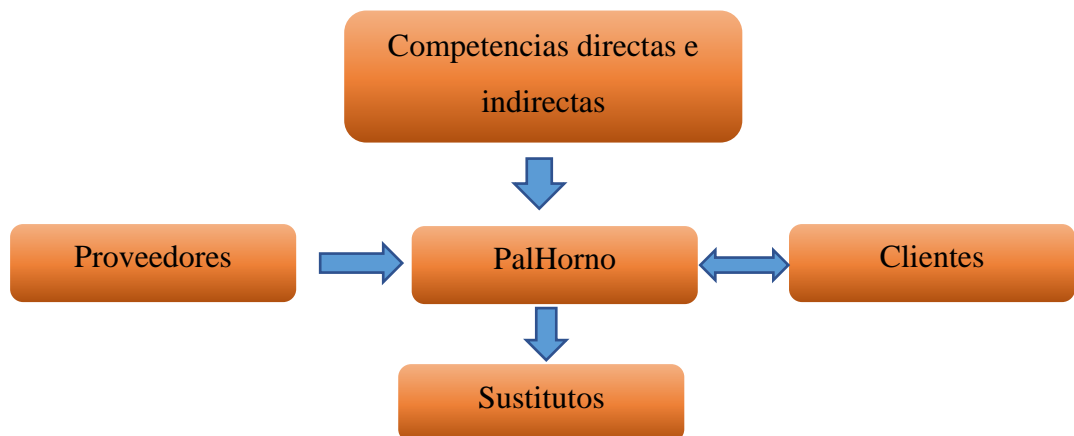 Competencias directas e
indirectas
Proveedores
PalHorno
Clientes
Sustitutos